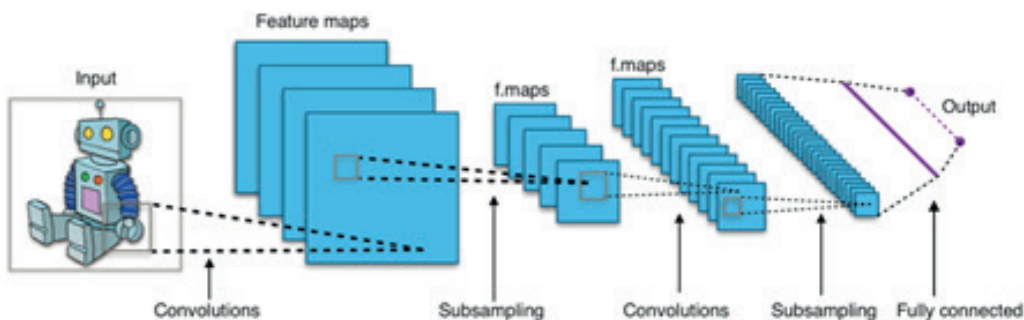 Feature maps
Input
f.maps
f.maps
Output
Convolutions
Subsampling
Convolutions
Subsampling
Fully connected